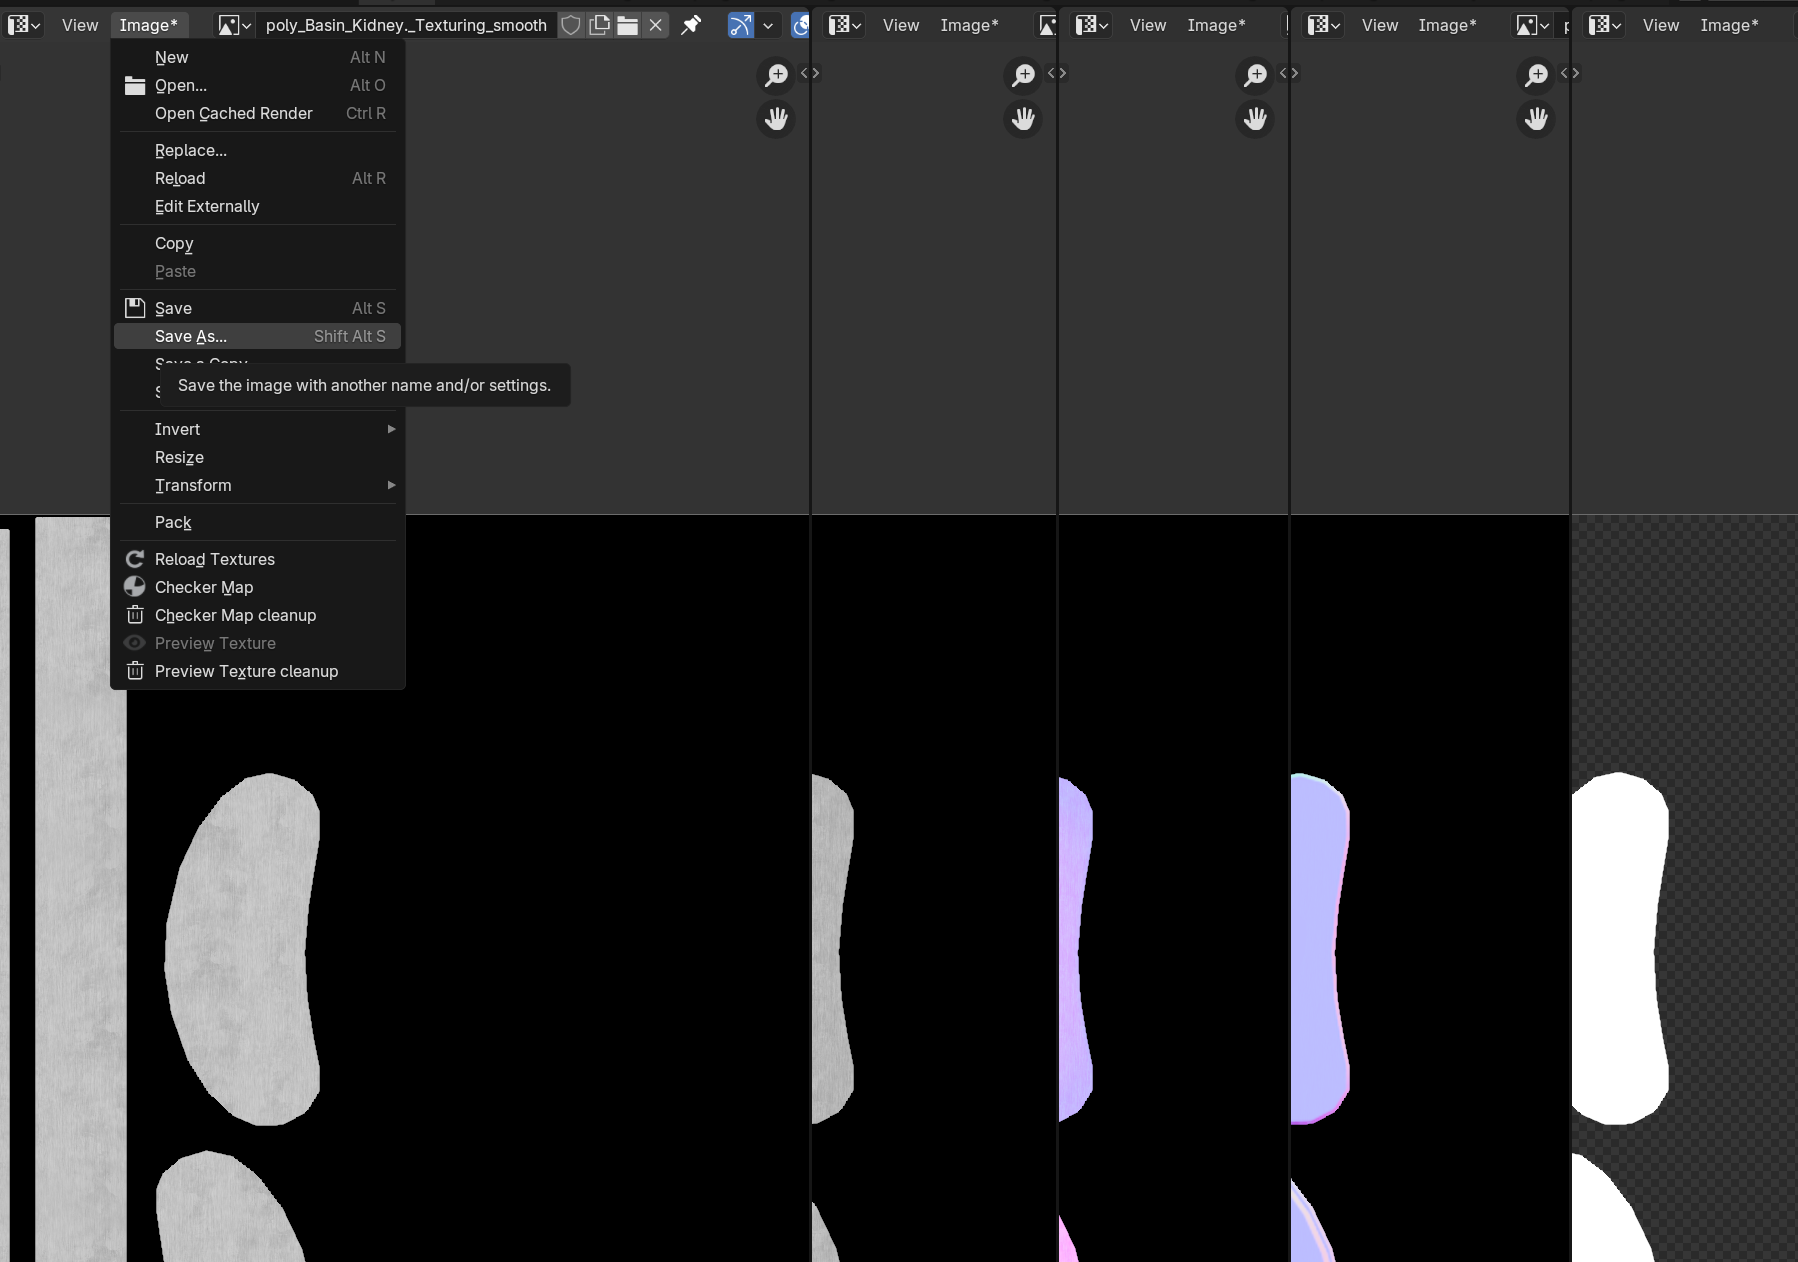 View Image* poly_Basin_Kidney._Texturing_smooth View Image* View Image* View Image* View Image*
New Alt N
Open... Alt O
Open Cached Render Ctrl R
Replace...
Reload Alt R
Edit Externally
Copy
Paste
Save Alt S
Save As... Shift Alt S
Save a Copy
Save the image with another name and/or settings.
Invert
Resize
Transform
Pack
Reload Textures
Checker Map
Checker Map cleanup
Preview Texture
Preview Texture cleanup